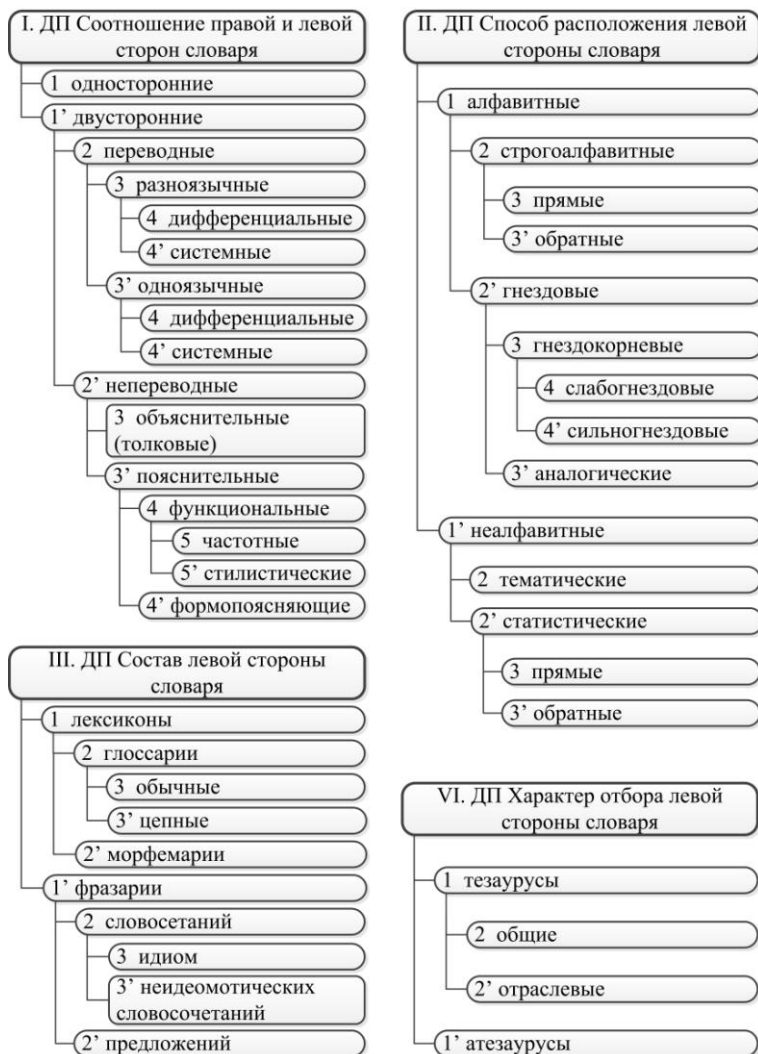 I. ДП Соотношение правой и левой
сторон словаря
1 односторонние
1’ двусторонние
2 переводные
3 разноязычные
4 дифференциальные
4’ системные
3’ одноязычные
4 дифференциальные
4’ системные
2’ непереводные
3 объяснительные
(толковые)
3’ пояснительные
4 функциональные
5 частотные
5’ стилистические
4’ формопоясняющие
II. ДП Способ расположения левой
стороны словаря
1 алфавитные
2 строгоалфавитные
3 прямые
3’ обратные
2’ гнездовые
3 гнездокорневые
4 слабогнездовые
4’ сильногнездовые
3’ аналогические
1’ неалфавитные
2 тематические
2’ статистические
3 прямые
3’ обратные
III. ДП Состав левой стороны
словаря
1 лексиконы
2 глоссарии
3 обычные
3’ цепные
2’ морфемарии
1’ фразарии
2 словосетаний
3 идиом
3’ неидеомотических
словосочетаний
2’ предложений
VI. ДП Характер отбора левой
стороны словаря
1 тезаурусы
2 общие
2’ отраслевые
1’ атезаурусы